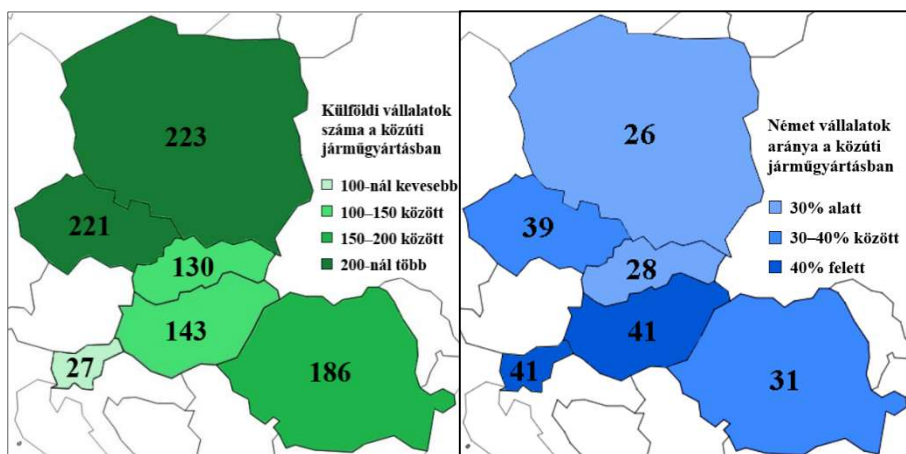 Külföldi vállalatok
száma a közúti
járműgyártásban
100-nál kevesebb
100–150 között
150–200 között
200-nál több
223
221
130
143
27
186
Német vállalatok
aránya a közúti
járműgyártásban
30% alatt
30–40% között
40% felett
26
39
28
41
41
31